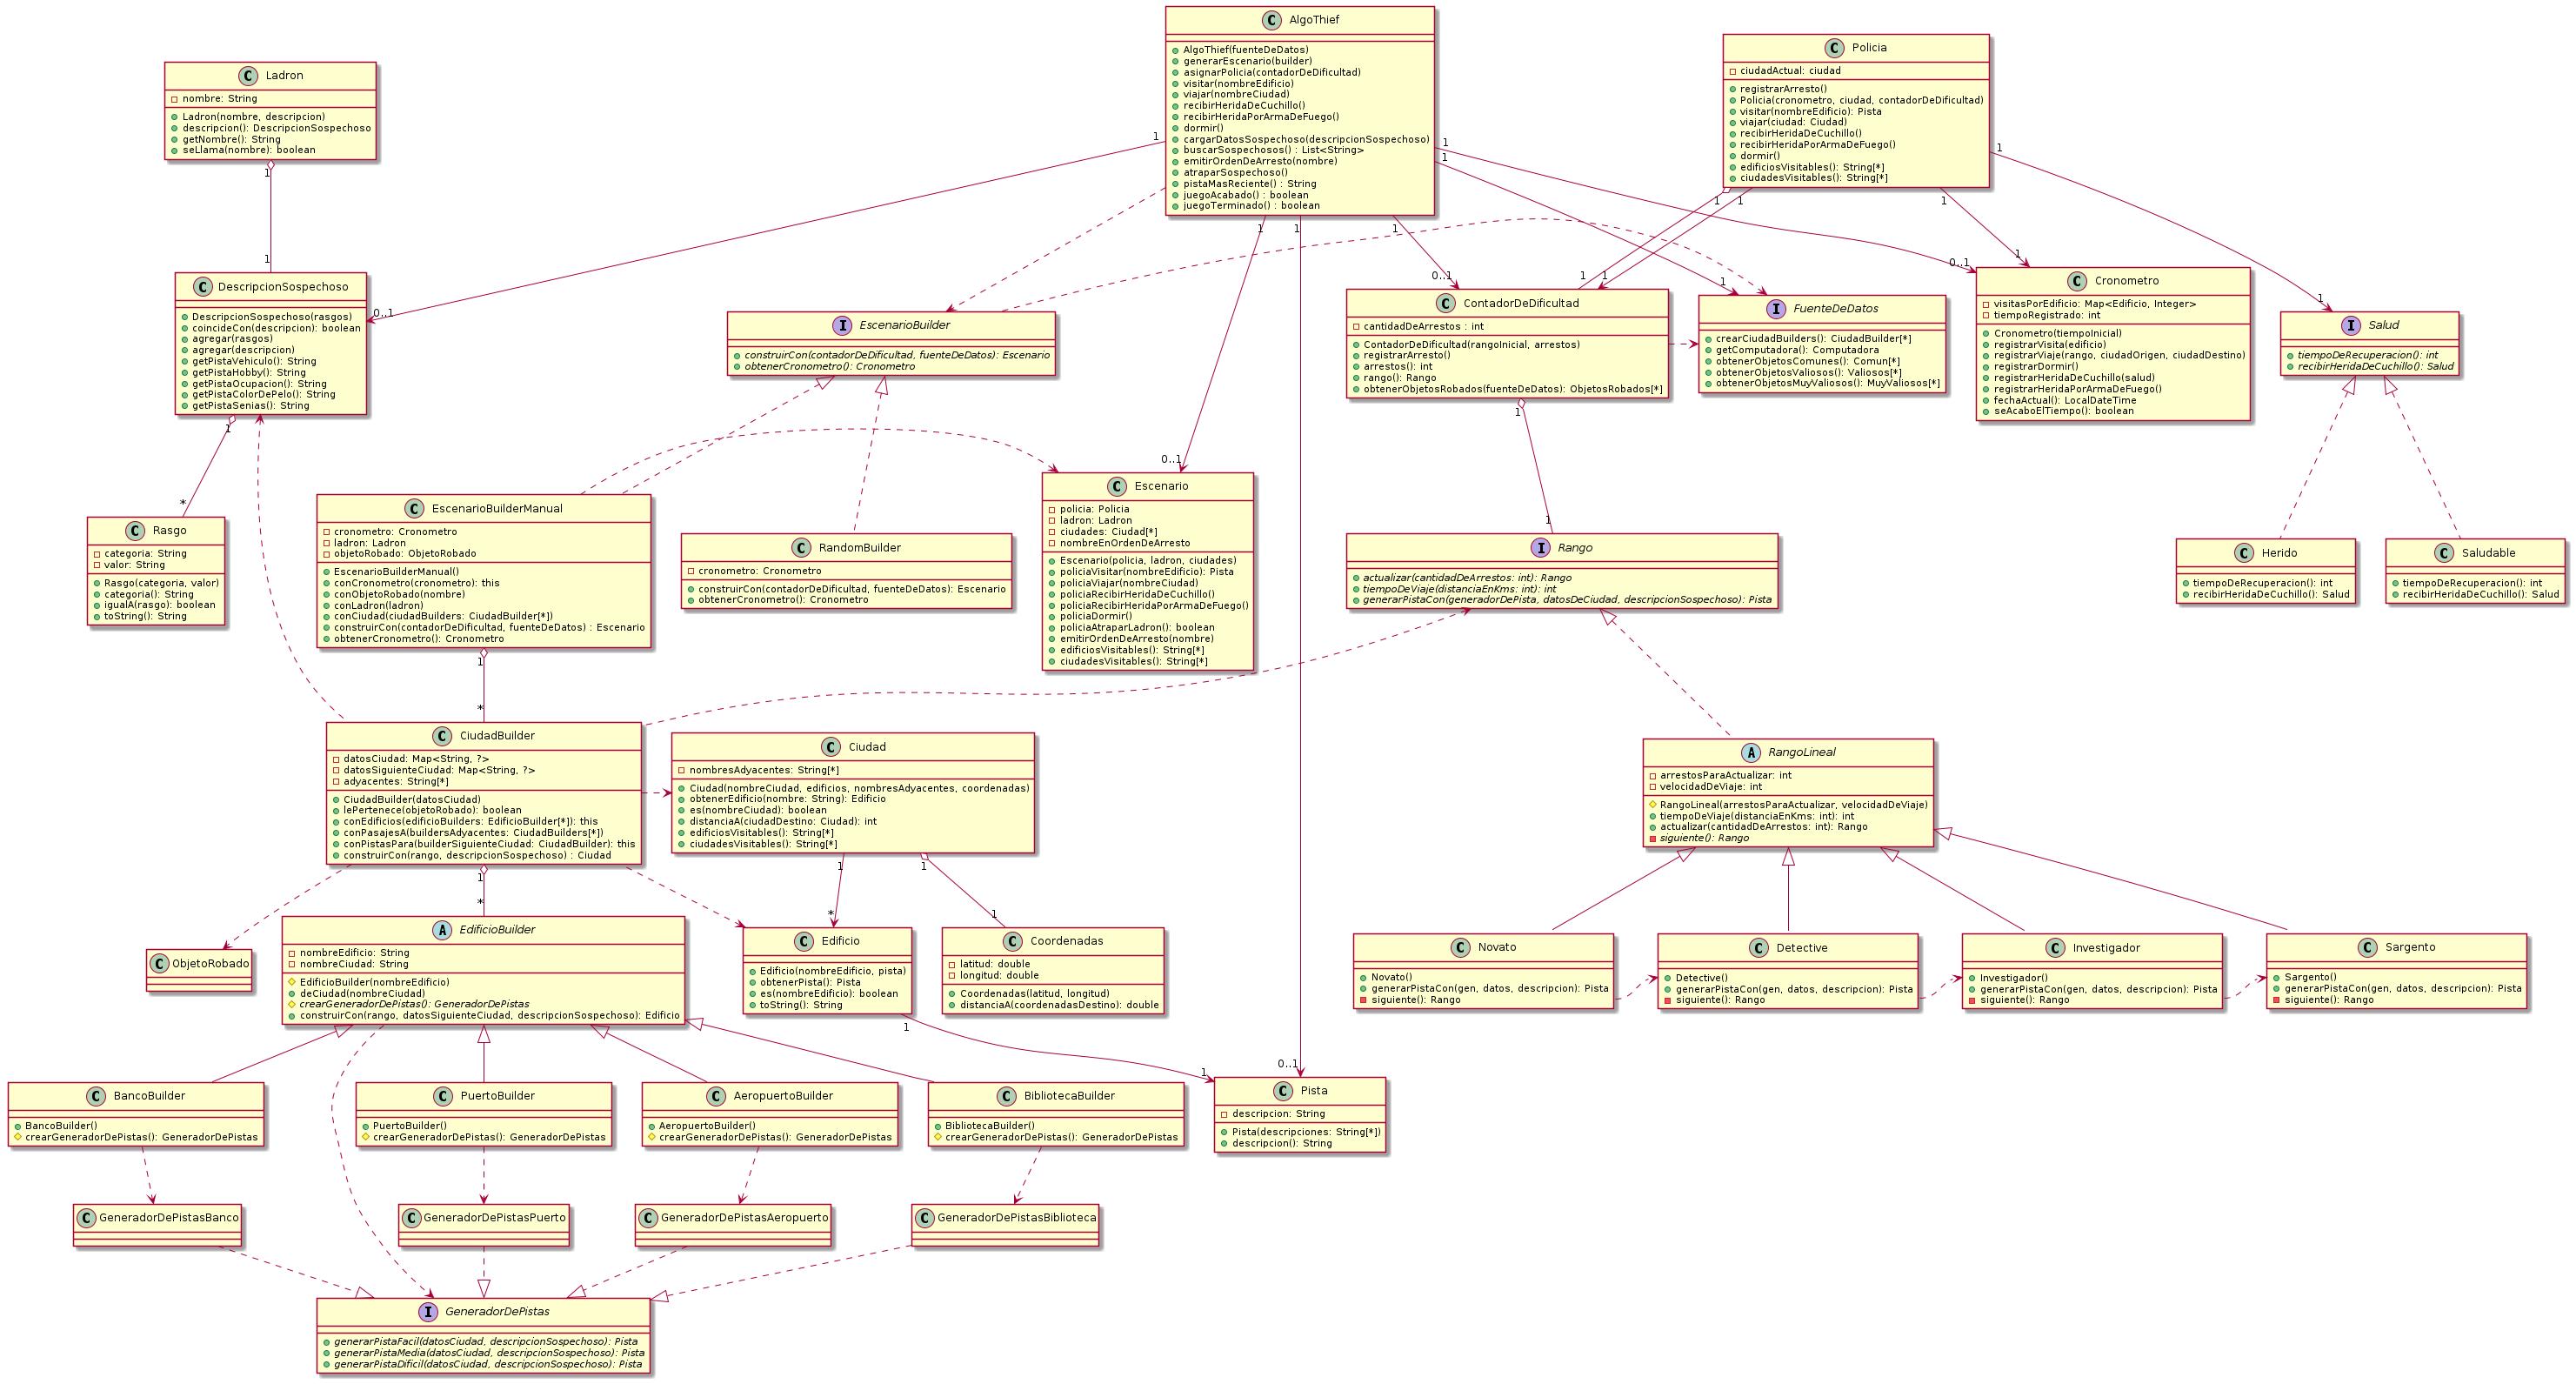 AlgoThief
AlgoThief(fuenteDeDatos)
generarEscenario(builder)
asignarPolicia(contadorDeDificultad)
visitar(nombreEdificio)
viajar(nombreCiudad)
recibirHeridaDeCuchillo()
recibirHeridaPorArmaDeFuego()
dormir()
cargarDatosSospechoso(descripcionSospechoso)
buscarSospechosos() : List<String>
emitirOrdenDeArresto(nombre)
atraparSospechoso()
pistaMasReciente() : String
juegoAcabado() : boolean
juegoTerminado() : boolean
Policia
ciudadActual: ciudad
registrarArresto()
Policia(cronometro, ciudad, contadorDeDificultad)
visitar(nombreEdificio): Pista
viajar(ciudad: Ciudad)
recibirHeridaDeCuchillo()
recibirHeridaPorArmaDeFuego()
dormir()
edificiosVisitables(): String[*]
ciudadesVisitables(): String[*]
Ladron
nombre: String
Ladron(nombre, descripcion)
descripcion(): DescripcionSospechoso
getNombre(): String
seLlama(nombre): boolean
1
1
1
1
1
1
1
1
1
1
1
1
1
0..1
0..1
0..1
0..1
1
1
1
1
1
DescripcionSospechoso
DescripcionSospechoso(rasgos)
coincideCon(descripcion): boolean
agregar(rasgos)
agregar(descripcion)
getPistaVehiculo(): String
getPistaHobby(): String
getPistaOcupacion(): String
getPistaColorDePelo(): String
getPistaSenias(): String
EscenarioBuilder
construirCon(contadorDeDificultad, fuenteDeDatos): Escenario
obtenerCronometro(): Cronometro
ContadorDeDificultad
cantidadDeArrestos : int
ContadorDeDificultad(rangoInicial, arrestos)
registrarArresto()
arrestos(): int
rango(): Rango
obtenerObjetosRobados(fuenteDeDatos): ObjetosRobados[*]
FuenteDeDatos
crearCiudadBuilders(): CiudadBuilder[*]
getComputadora(): Computadora
obtenerObjetosComunes(): Comun[*]
obtenerObjetosValiosos(): Valiosos[*]
obtenerObjetosMuyValiosos(): MuyValiosos[*]
Cronometro
visitasPorEdificio: Map<Edificio, Integer>
tiempoRegistrado: int
Cronometro(tiempoInicial)
registrarVisita(edificio)
registrarViaje(rango, ciudadOrigen, ciudadDestino)
registrarDormir()
registrarHeridaDeCuchillo(salud)
registrarHeridaPorArmaDeFuego()
fechaActual(): LocalDateTime
seAcaboElTiempo(): boolean
Salud
tiempoDeRecuperacion(): int
recibirHeridaDeCuchillo(): Salud
1
*
1
1
Rasgo
categoria: String
valor: String
Rasgo(categoria, valor)
categoria(): String
igualA(rasgo): boolean
toString(): String
EscenarioBuilderManual
cronometro: Cronometro
ladron: Ladron
objetoRobado: ObjetoRobado
EscenarioBuilderManual()
conCronometro(cronometro): this
conObjetoRobado(nombre)
conLadron(ladron)
conCiudad(ciudadBuilders: CiudadBuilder[*])
construirCon(contadorDeDificultad, fuenteDeDatos) : Escenario
obtenerCronometro(): Cronometro
RandomBuilder
cronometro: Cronometro
construirCon(contadorDeDificultad, fuenteDeDatos): Escenario
obtenerCronometro(): Cronometro
Escenario
policia: Policia
ladron: Ladron
ciudades: Ciudad[*]
nombreEnOrdenDeArresto
Escenario(policia, ladron, ciudades)
policiaVisitar(nombreEdificio): Pista
policiaViajar(nombreCiudad)
policiaRecibirHeridaDeCuchillo()
policiaRecibirHeridaPorArmaDeFuego()
policiaDormir()
policiaAtraparLadron(): boolean
emitirOrdenDeArresto(nombre)
edificiosVisitables(): String[*]
ciudadesVisitables(): String[*]
Rango
actualizar(cantidadDeArrestos: int): Rango
tiempoDeViaje(distanciaEnKms: int): int
generarPistaCon(generadorDePista, datosDeCiudad, descripcionSospechoso): Pista
Herido
tiempoDeRecuperacion(): int
recibirHeridaDeCuchillo(): Salud
Saludable
tiempoDeRecuperacion(): int
recibirHeridaDeCuchillo(): Salud
1
*
CiudadBuilder
datosCiudad: Map<String, ?>
datosSiguienteCiudad: Map<String, ?>
adyacentes: String[*]
CiudadBuilder(datosCiudad)
lePertenece(objetoRobado): boolean
conEdificios(edificioBuilders: EdificioBuilder[*]): this
conPasajesA(buildersAdyacentes: CiudadBuilders[*])
conPistasPara(builderSiguienteCiudad: CiudadBuilder): this
construirCon(rango, descripcionSospechoso) : Ciudad
Ciudad
nombresAdyacentes: String[*]
Ciudad(nombreCiudad, edificios, nombresAdyacentes, coordenadas)
obtenerEdificio(nombre: String): Edificio
es(nombreCiudad): boolean
distanciaA(ciudadDestino: Ciudad): int
edificiosVisitables(): String[*]
ciudadesVisitables(): String[*]
RangoLineal
arrestosParaActualizar: int
velocidadDeViaje: int
RangoLineal(arrestosParaActualizar, velocidadDeViaje)
tiempoDeViaje(distanciaEnKms: int): int
actualizar(cantidadDeArrestos: int): Rango
siguiente(): Rango
1
*
1
*
1
1
ObjetoRobado
EdificioBuilder
nombreEdificio: String
nombreCiudad: String
EdificioBuilder(nombreEdificio)
deCiudad(nombreCiudad)
crearGeneradorDePistas(): GeneradorDePistas
construirCon(rango, datosSiguienteCiudad, descripcionSospechoso): Edificio
Edificio
Edificio(nombreEdificio, pista)
obtenerPista(): Pista
es(nombreEdificio): boolean
toString(): String
Coordenadas
latitud: double
longitud: double
Coordenadas(latitud, longitud)
distanciaA(coordenadasDestino): double
Novato
Novato()
generarPistaCon(gen, datos, descripcion): Pista
siguiente(): Rango
Detective
Detective()
generarPistaCon(gen, datos, descripcion): Pista
siguiente(): Rango
Investigador
Investigador()
generarPistaCon(gen, datos, descripcion): Pista
siguiente(): Rango
Sargento
Sargento()
generarPistaCon(gen, datos, descripcion): Pista
siguiente(): Rango
1
1
0..1
BancoBuilder
BancoBuilder()
crearGeneradorDePistas(): GeneradorDePistas
PuertoBuilder
PuertoBuilder()
crearGeneradorDePistas(): GeneradorDePistas
AeropuertoBuilder
AeropuertoBuilder()
crearGeneradorDePistas(): GeneradorDePistas
BibliotecaBuilder
BibliotecaBuilder()
crearGeneradorDePistas(): GeneradorDePistas
Pista
descripcion: String
Pista(descripciones: String[*])
descripcion(): String
GeneradorDePistasBanco
GeneradorDePistasPuerto
GeneradorDePistasAeropuerto
GeneradorDePistasBiblioteca
GeneradorDePistas
generarPistaFacil(datosCiudad, descripcionSospechoso): Pista
generarPistaMedia(datosCiudad, descripcionSospechoso): Pista
generarPistaDificil(datosCiudad, descripcionSospechoso): Pista